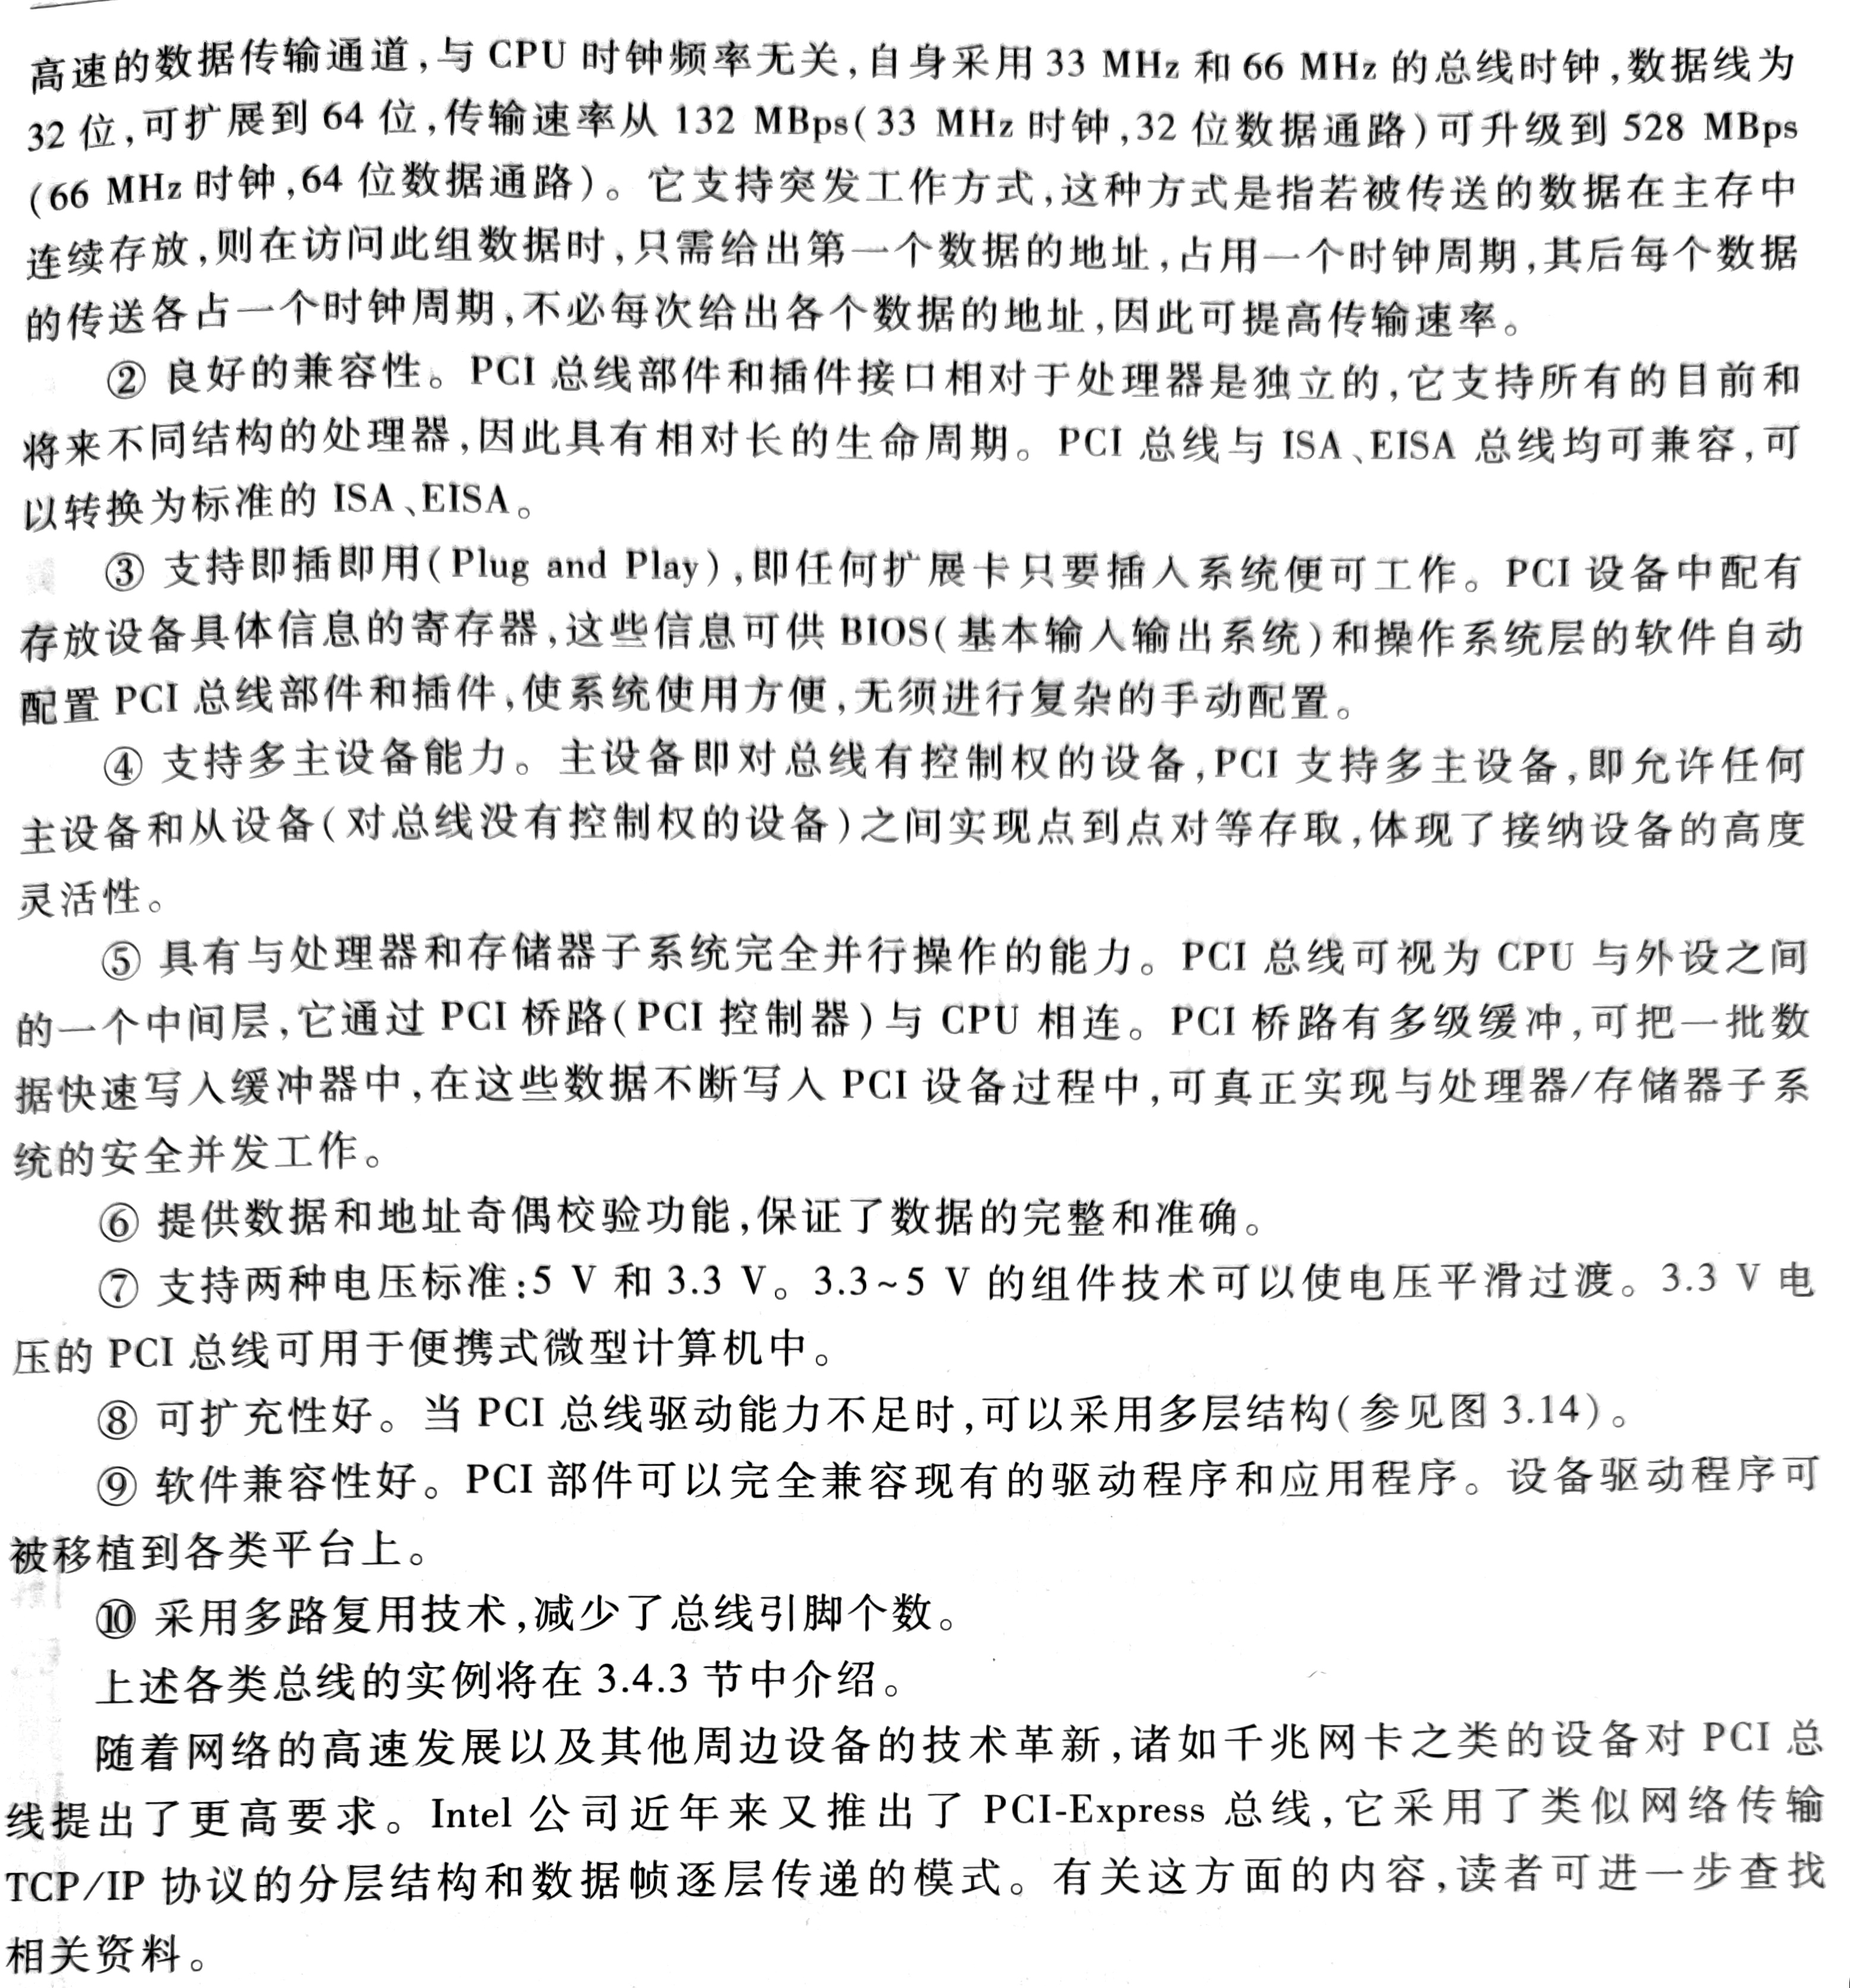 高速的数据传输通道,与 CPU 时钟频率无关,自身采用 33 MHz 和 66 MHz 的总线时钟,数据线为
32 位,可扩展到 64 位,传输速率从 132 MBps(33 MHz 时钟,32 位数据通路)可升级到 528 MBps
(66 MHz 时钟,64 位数据通路)。它支持突发工作方式,这种方式是指若被传送的数据在主存中
连续存放,则在访问此组数据时,只需给出第一个数据的地址,占用一个时钟周期,其后每个数据
的传送各占一个时钟周期,不必每次给出各个数据的地址,因此可提高传输速率。
② 良好的兼容性。PCI 总线部件和插件接口相对于处理器是独立的,它支持所有的目前和
将来不同结构的处理器,因此具有相对长的生命周期。PCI 总线与 ISA、EISA 总线均可兼容,可
以转换为标准的 ISA、EISA。
③ 支持即插即用(Plug and Play),即任何扩展卡只要插入系统便可工作。PCI 设备中配有
存放设备具体信息的寄存器,这些信息可供 BIOS(基本输入输出系统)和操作系统层的软件自动
配置 PCI 总线部件和插件,使系统使用方便,无须进行复杂的手动配置。
④ 支持多主设备能力。主设备即对总线有控制权的设备,PCI 支持多主设备,即允许任何
主设备和从设备(对总线没有控制权的设备)之间实现点到点对等存取,体现了接纳设备的高度
灵活性。
⑤ 具有与处理器和存储器子系统完全并行操作的能力。PCI 总线可视为 CPU 与外设之间
的一个中间层,它通过 PCI 桥路(PCI 控制器)与 CPU 相连。PCI 桥路有多级缓冲,可把一批数
据快速写入缓冲器中,在这些数据不断写入 PCI 设备过程中,可真正实现与处理器/存储器子系
统的安全并发工作。
⑥ 提供数据和地址奇偶校验功能,保证了数据的完整和准确。
⑦ 支持两种电压标准:5 V 和 3.3 V。3.3~5 V 的组件技术可以使电压平滑过渡。3.3 V 电
压的 PCI 总线可用于便携式微型计算机中。
⑧ 可扩充性好。当 PCI 总线驱动能力不足时,可以采用多层结构(参见图 3.14)。
⑨ 软件兼容性好。PCI 部件可以完全兼容现有的驱动程序和应用程序。设备驱动程序可
被移植到各类平台上。
⑩ 采用多路复用技术,减少了总线引脚个数。
上述各类总线的实例将在 3.4.3 节中介绍。
随着网络的高速发展以及其他周边设备的技术革新,诸如千兆网卡之类的设备对 PCI 总
线提出了更高要求。Intel 公司近年来又推出了 PCI-Express 总线,它采用了类似网络传输
TCP/IP 协议的分层结构和数据帧逐层传递的模式。有关这方面的内容,读者可进一步查找
相关资料。